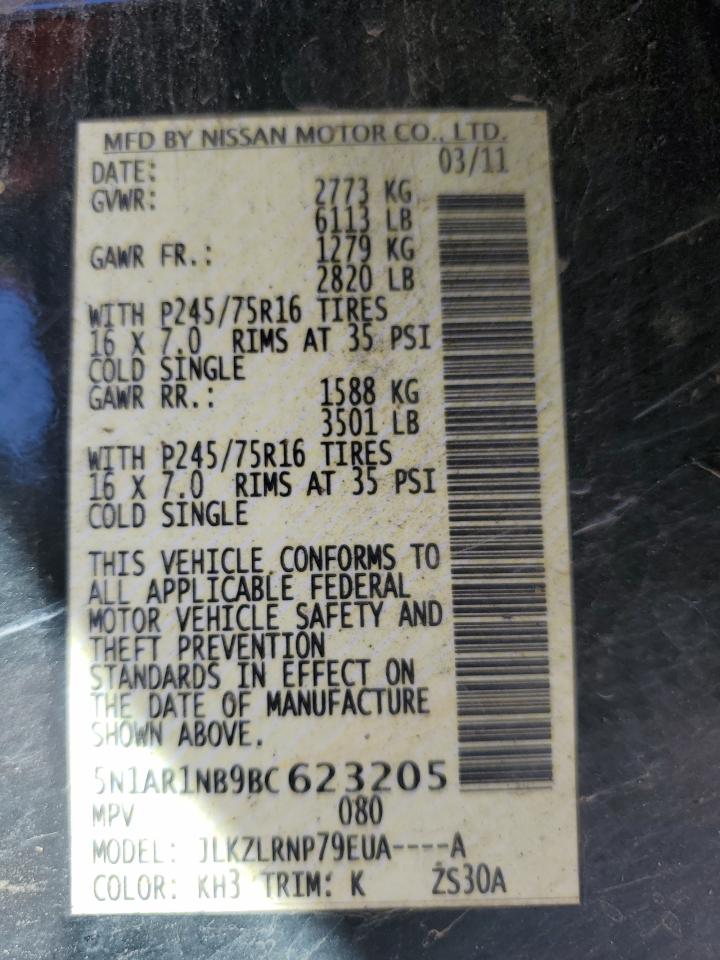 MFD BY NISSAN MOTOR CO., LTD.
DATE: 03/11
GVWR: 2773 KG
6113 LB
GAWR FR.: 1279 KG
2820 LB
WITH P245/75R16 TIRES
16 X 7.0 RIMS AT 35 PSI
COLD SINGLE
GAWR RR.: 1588 KG
3501 LB
WITH P245/75R16 TIRES
16 X 7.0 RIMS AT 35 PSI
COLD SINGLE
THIS VEHICLE CONFORMS TO
ALL APPLICABLE FEDERAL
MOTOR VEHICLE SAFETY AND
THEFT PREVENTION
STANDARDS IN EFFECT ON
THE DATE OF MANUFACTURE
SHOWN ABOVE.
5N1AR1NB9BC623205
MPV 080
MODEL: JLKZLRNP79EUA----A
COLOR: KH3 TRIM: K ZS30A